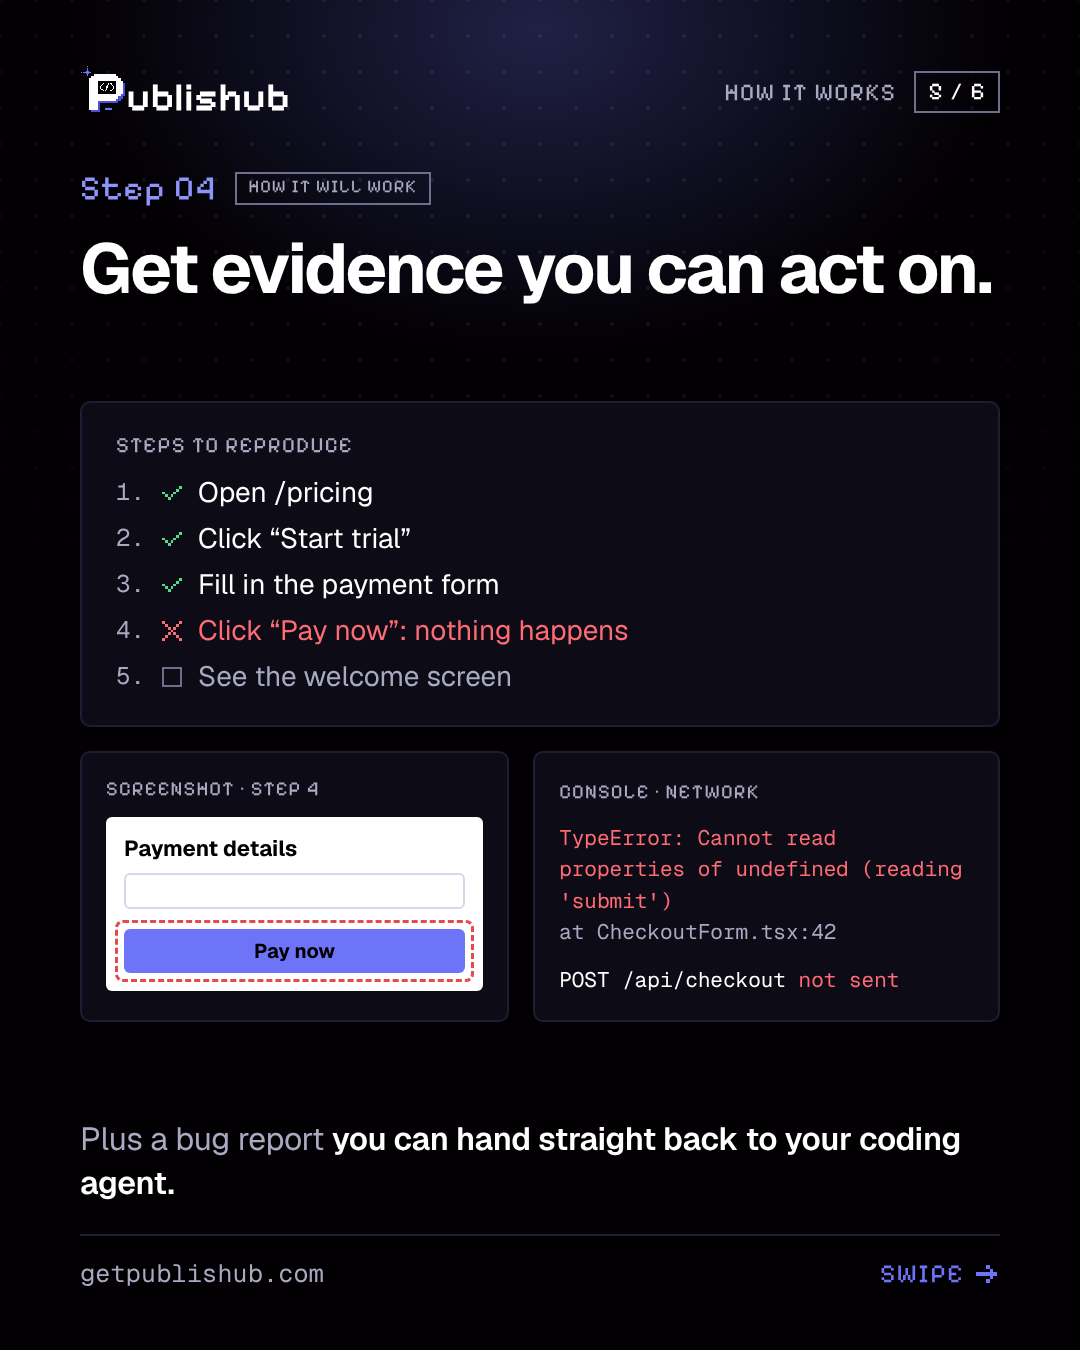 Publishub
HOW IT WORKS
5 / 6
Step 04
HOW IT WILL WORK
Get evidence you can act on.
STEPS TO REPRODUCE
1. Open /pricing
2. Click “Start trial”
3. Fill in the payment form
4. Click “Pay now”: nothing happens
5. See the welcome screen
SCREENSHOT · STEP 4
Payment details
Pay now
CONSOLE · NETWORK
TypeError: Cannot read
properties of undefined (reading
'submit')
at CheckoutForm.tsx:42
POST /api/checkout not sent
Plus a bug report you can hand straight back to your coding
agent.
getpublishub.com
SWIPE →